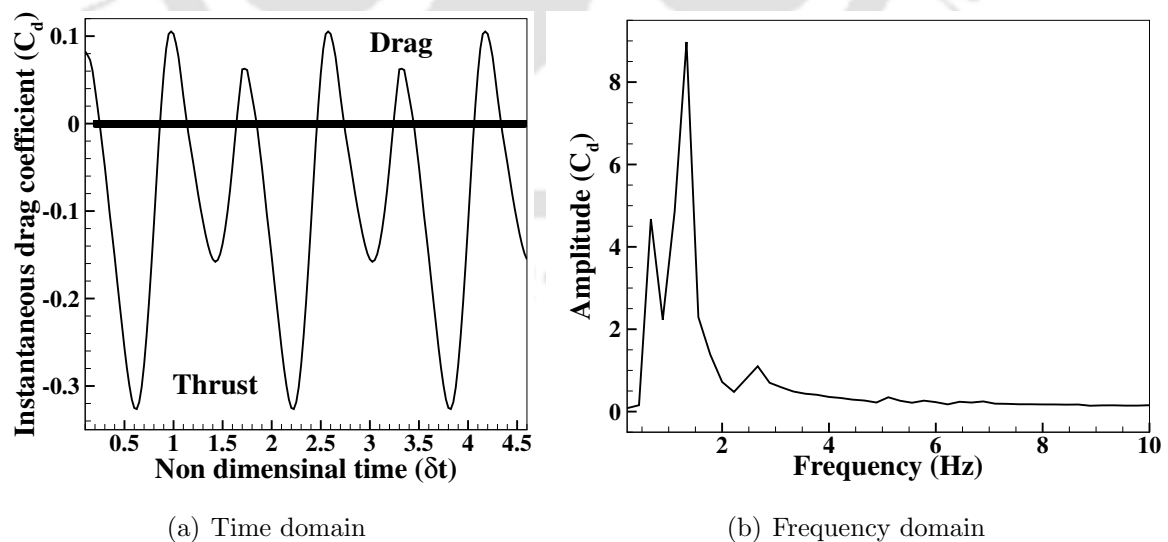 Instantaneous drag coefficient (C_d)
0.1
0
-0.1
-0.2
-0.3
Drag
Thrust
0.5 1 1.5 2 2.5 3 3.5 4 4.5
Non dimensinal time (δt)
(a) Time domain
Amplitude (C_d)
8
6
4
2
0
2 4 6 8 10
Frequency (Hz)
(b) Frequency domain